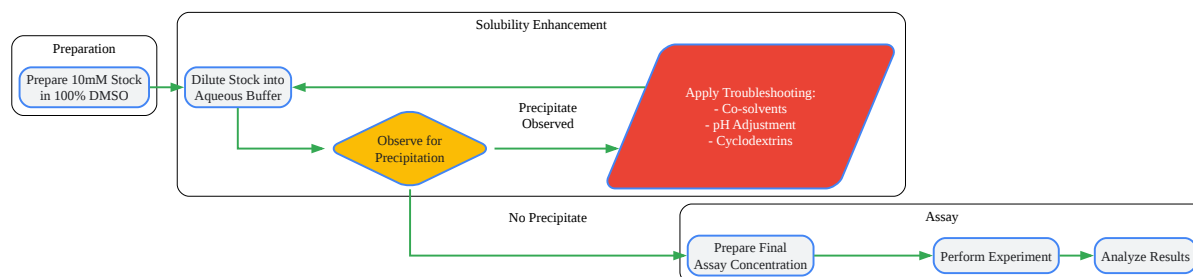 Solubility Enhancement
Preparation
Prepare 10mM Stock
in 100% DMSO
Dilute Stock into
Aqueous Buffer
Observe for
Precipitation
Precipitate
Observed
Apply Troubleshooting:
- Co-solvents
- pH Adjustment
- Cyclodextrins
No Precipitate
Assay
Prepare Final
Assay Concentration
Perform Experiment
Analyze Results